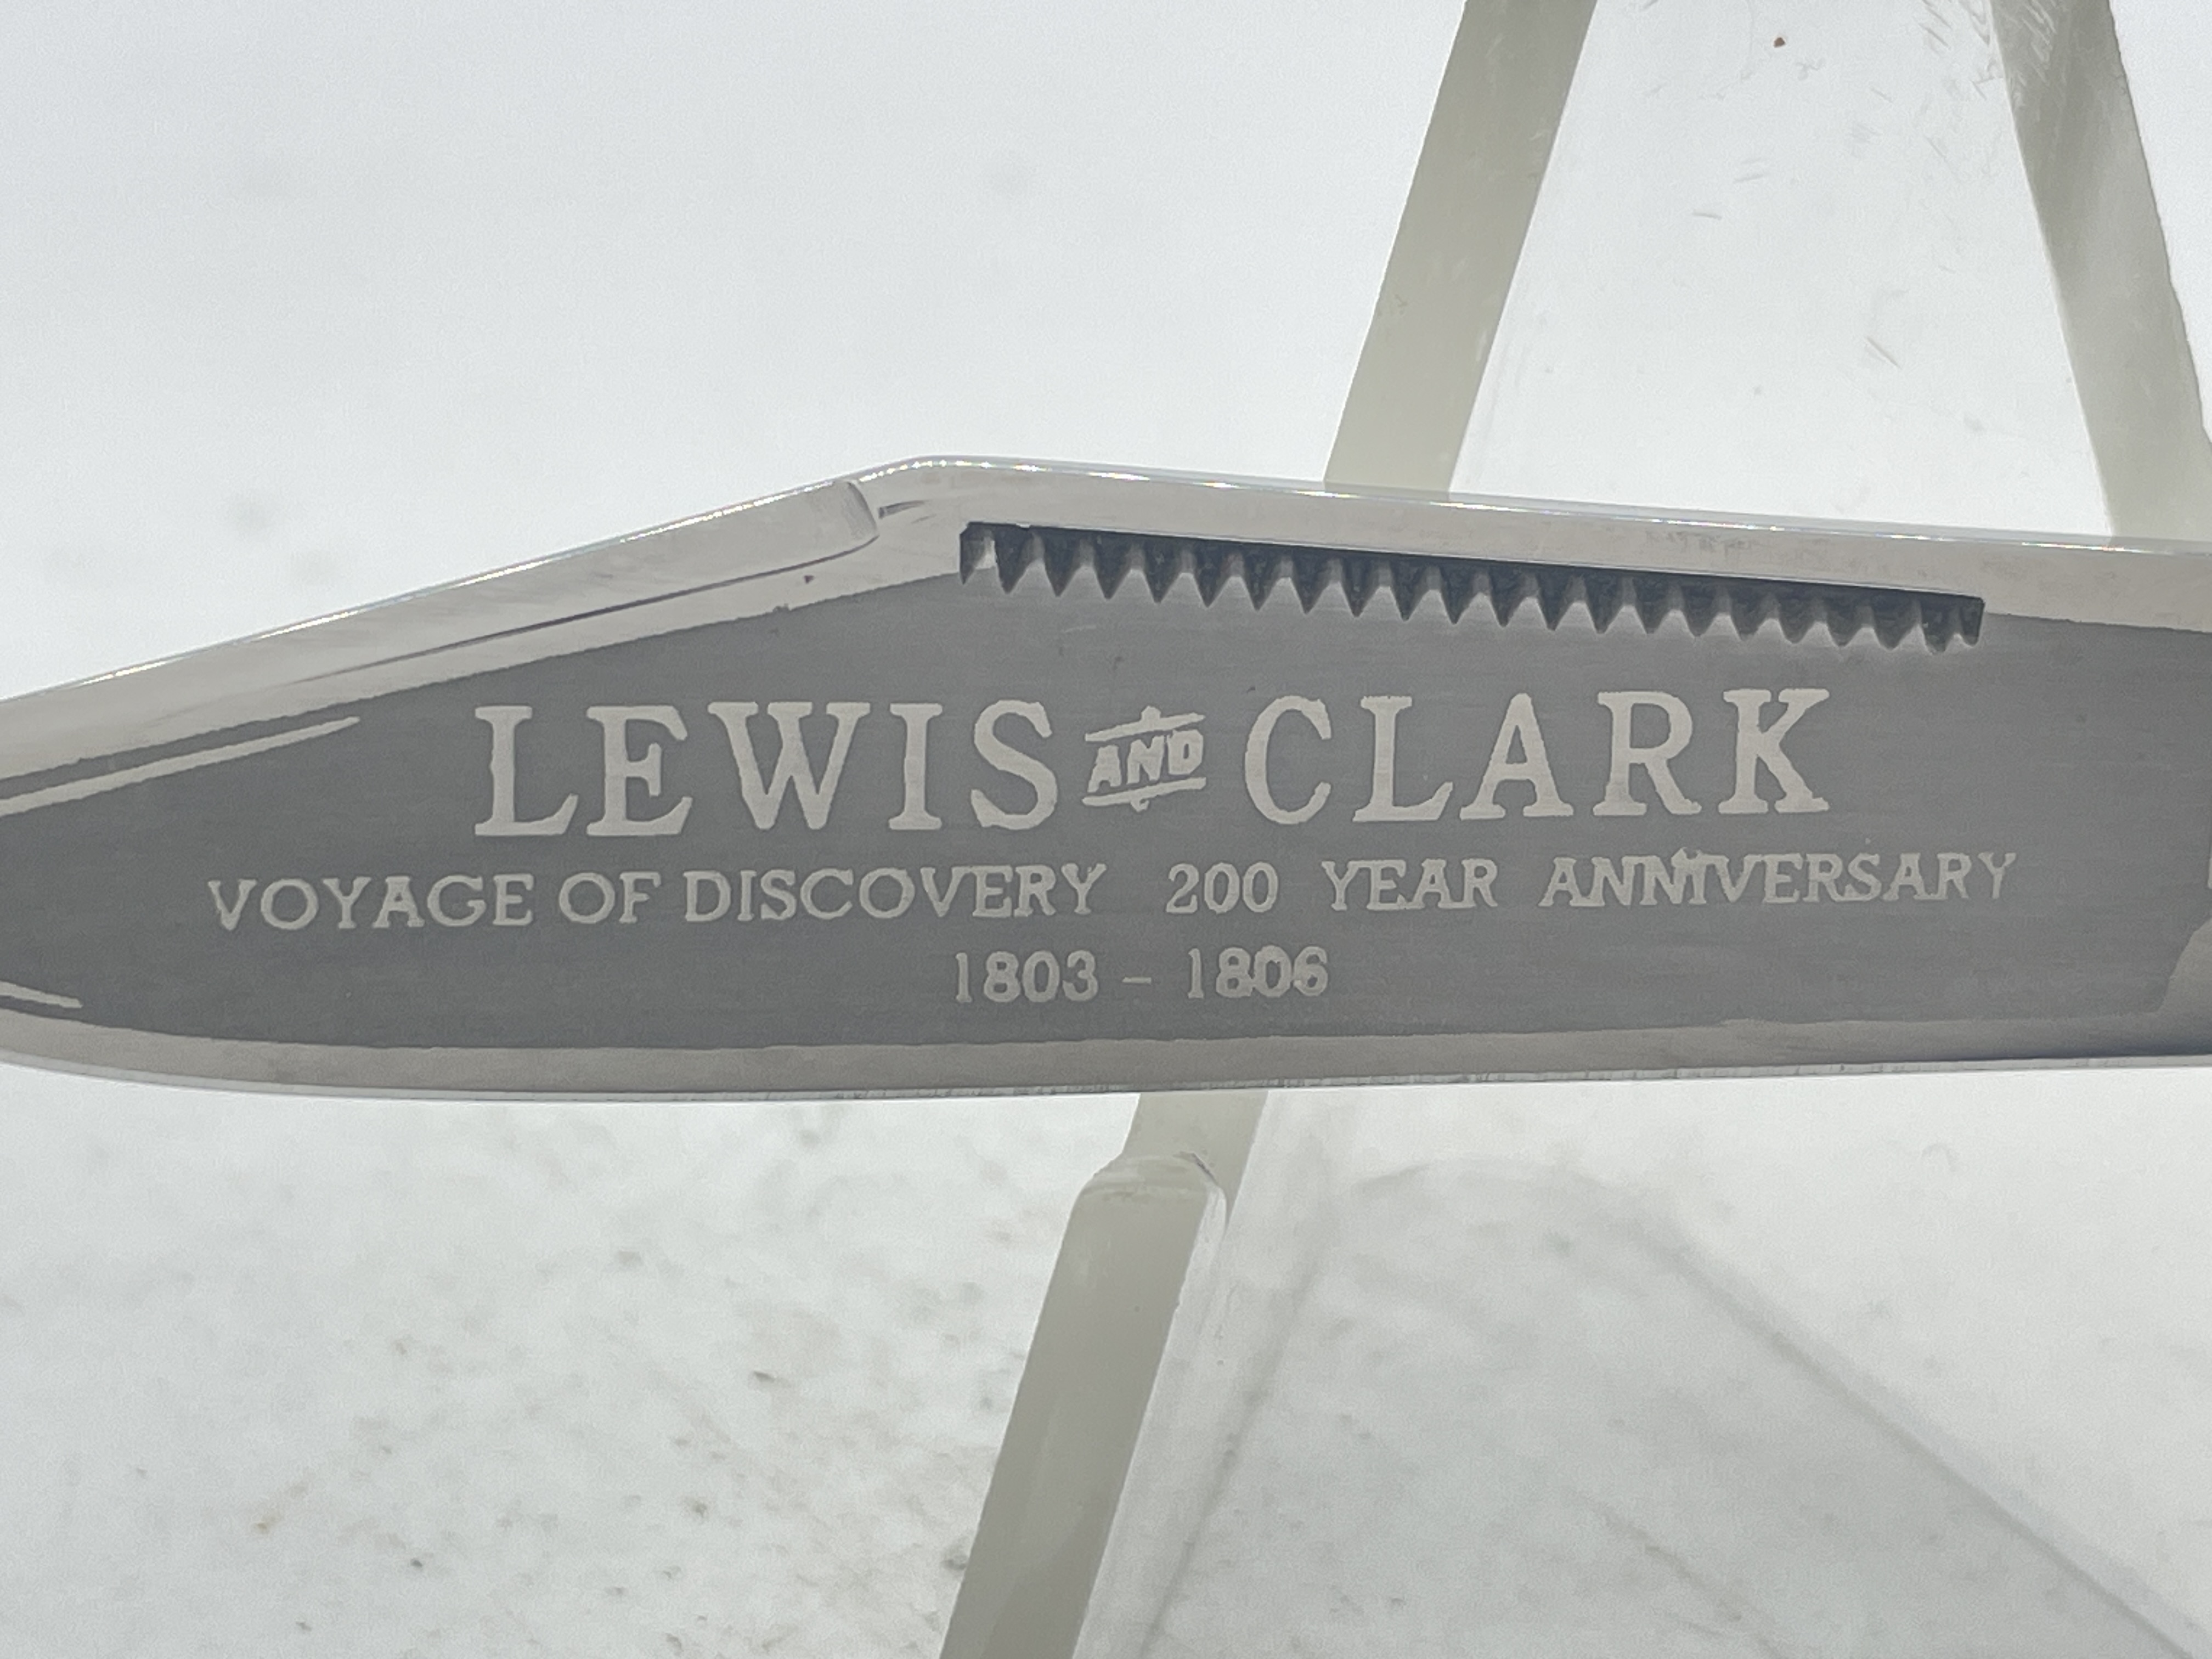 LEWIS AND CLARK
VOYAGE OF DISCOVERY 200 YEAR ANNIVERSARY
1803 - 1806